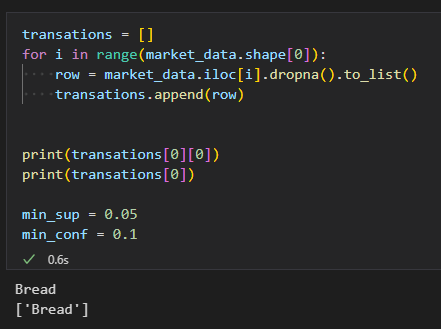 transations = []
for i in range(market_data.shape[0]):
    row = market_data.iloc[i].dropna().to_list()
    transations.append(row)
print(transations[0][0])
print(transations[0])
min_sup = 0.05
min_conf = 0.1
✓ 0.6s
Bread
['Bread']